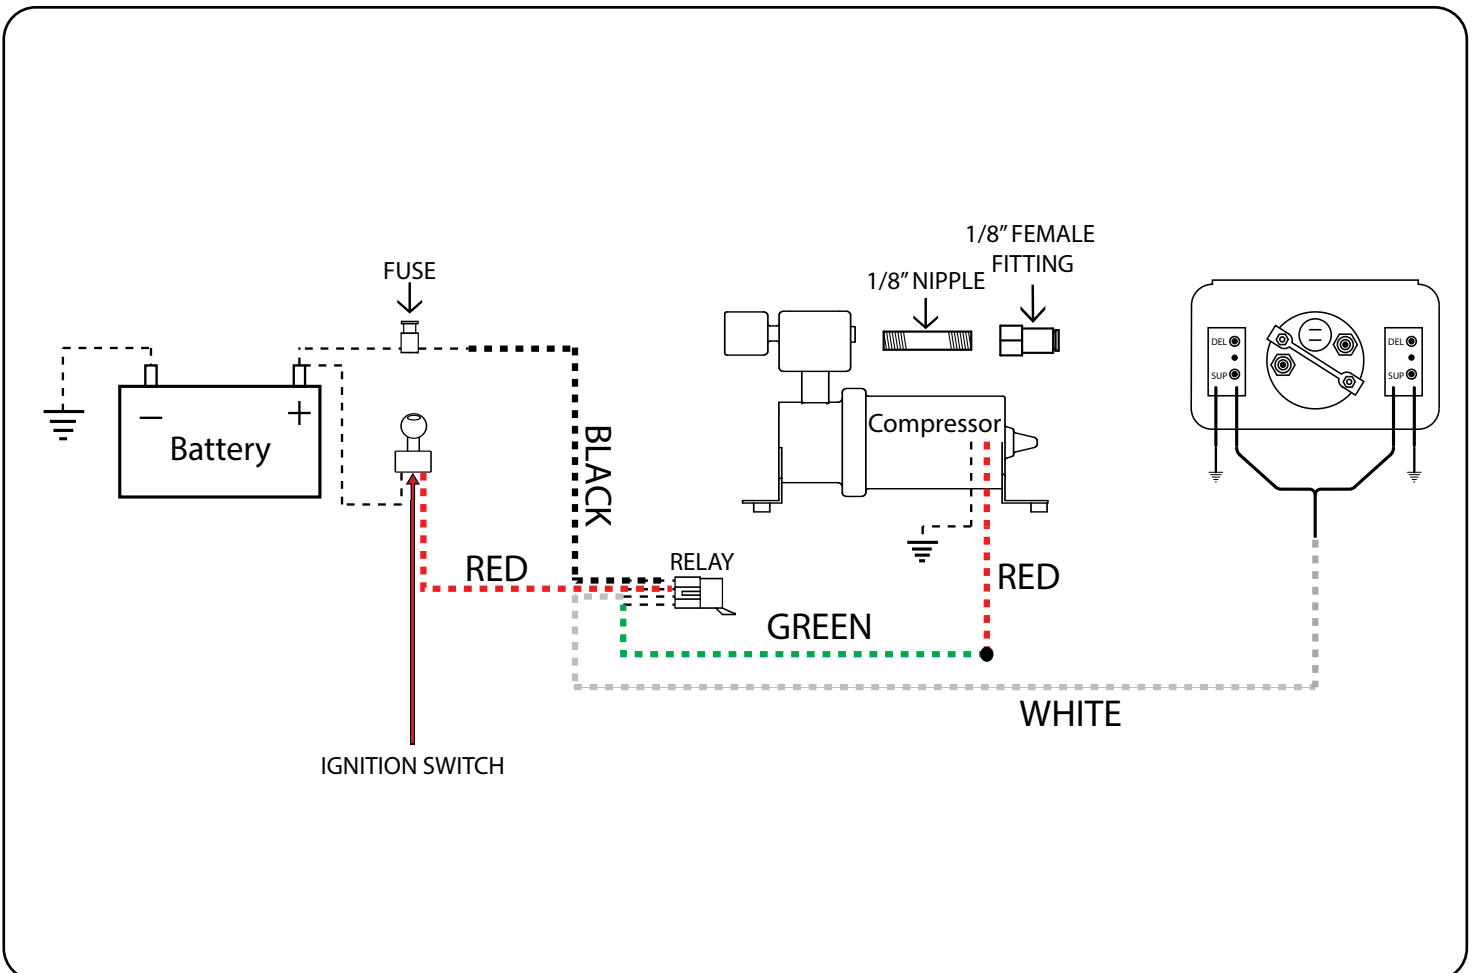 1/8” FEMALE
FITTING
1/8” NIPPLE
FUSE
DEL
SUP
DEL
SUP
Battery
Compressor
BLACK
RELAY
RED
RED
GREEN
WHITE
IGNITION SWITCH